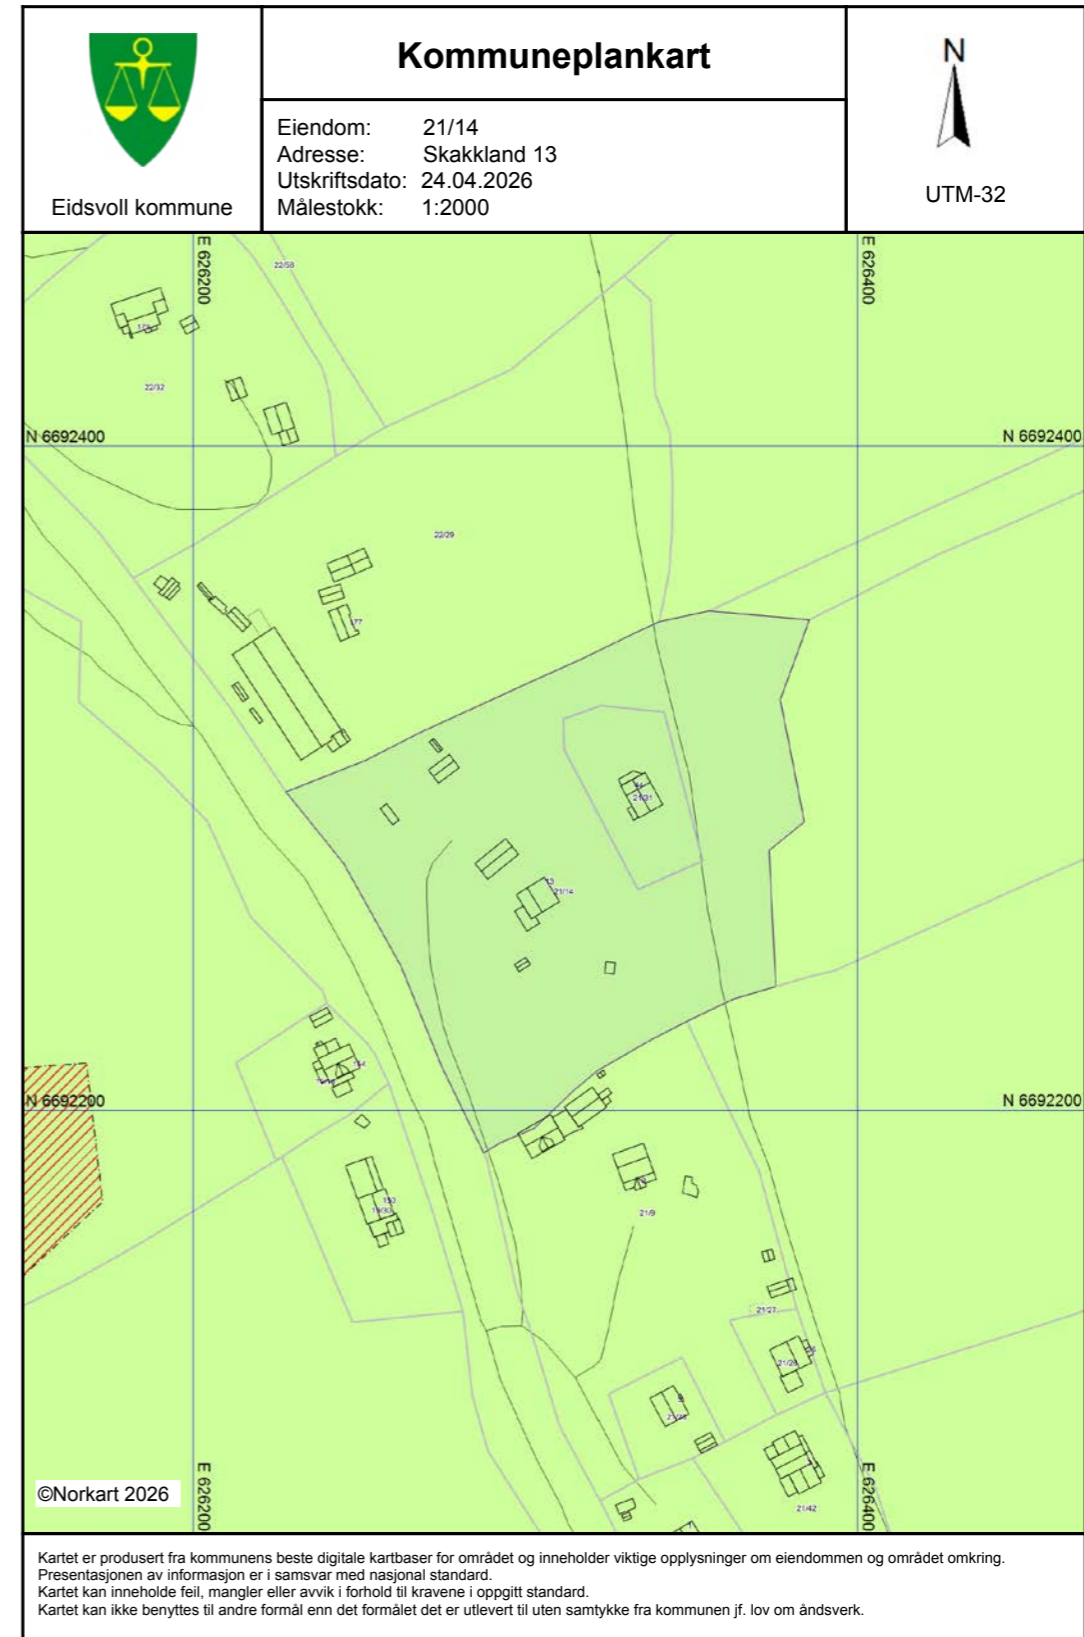 Kommuneplankart
Eiendom: 21/14
Adresse: Skakkland 13
Utskriftsdato: 24.04.2026
Målestokk: 1:2000
Eidsvoll kommune
N
UTM-32
E 626200
E 626400
22/58
22/32
N 6692400
N 6692400
22/29
177
21/31
13
21/14
N 6692200
N 6692200
21/9
21/27
21/42
E 626200
E 626400
©Norkart 2026
Kartet er produsert fra kommunens beste digitale kartbaser for området og inneholder viktige opplysninger om eiendommen og området omkring.
Presentasjonen av informasjon er i samsvar med nasjonal standard.
Kartet kan inneholde feil, mangler eller avvik i forhold til kravene i oppgitt standard.
Kartet kan ikke benyttes til andre formål enn det formålet det er utlevert til uten samtykke fra kommunen jf. lov om åndsverk.